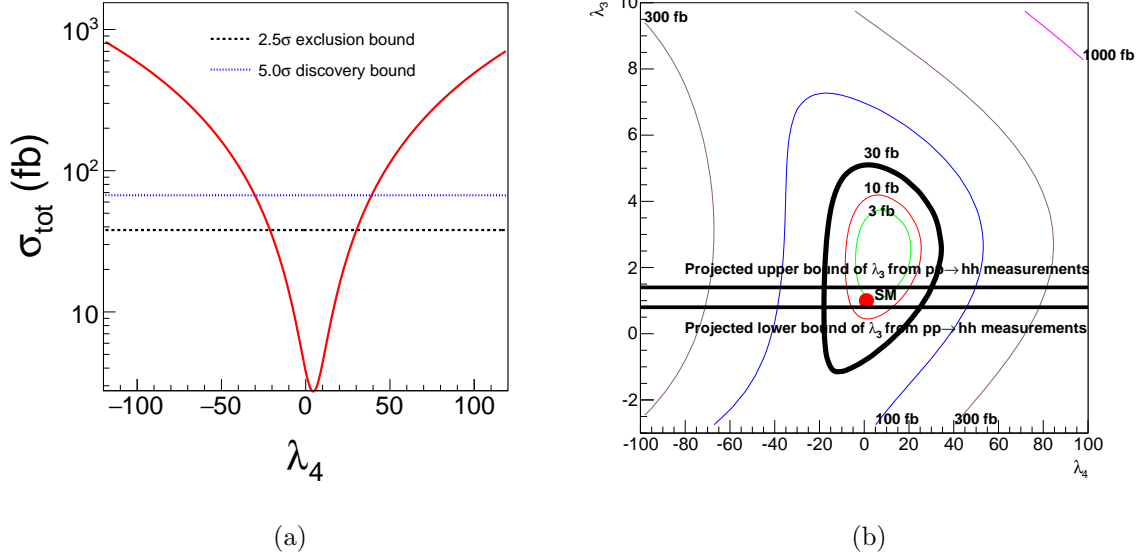 10³
10²
10
σtot (fb)
2.5σ exclusion bound
5.0σ discovery bound
−100 −50 0 50 100
λ₄
(a)
λ₃
10
8
6
4
2
0
-2
300 fb
1000 fb
30 fb
10 fb
3 fb
Projected upper bound of λ₃ from pp→hh measurements
SM
Projected lower bound of λ₃ from pp→hh measurements
100 fb
300 fb
-100 -80 -60 -40 -20 0 20 40 60 80 100
λ₄
(b)